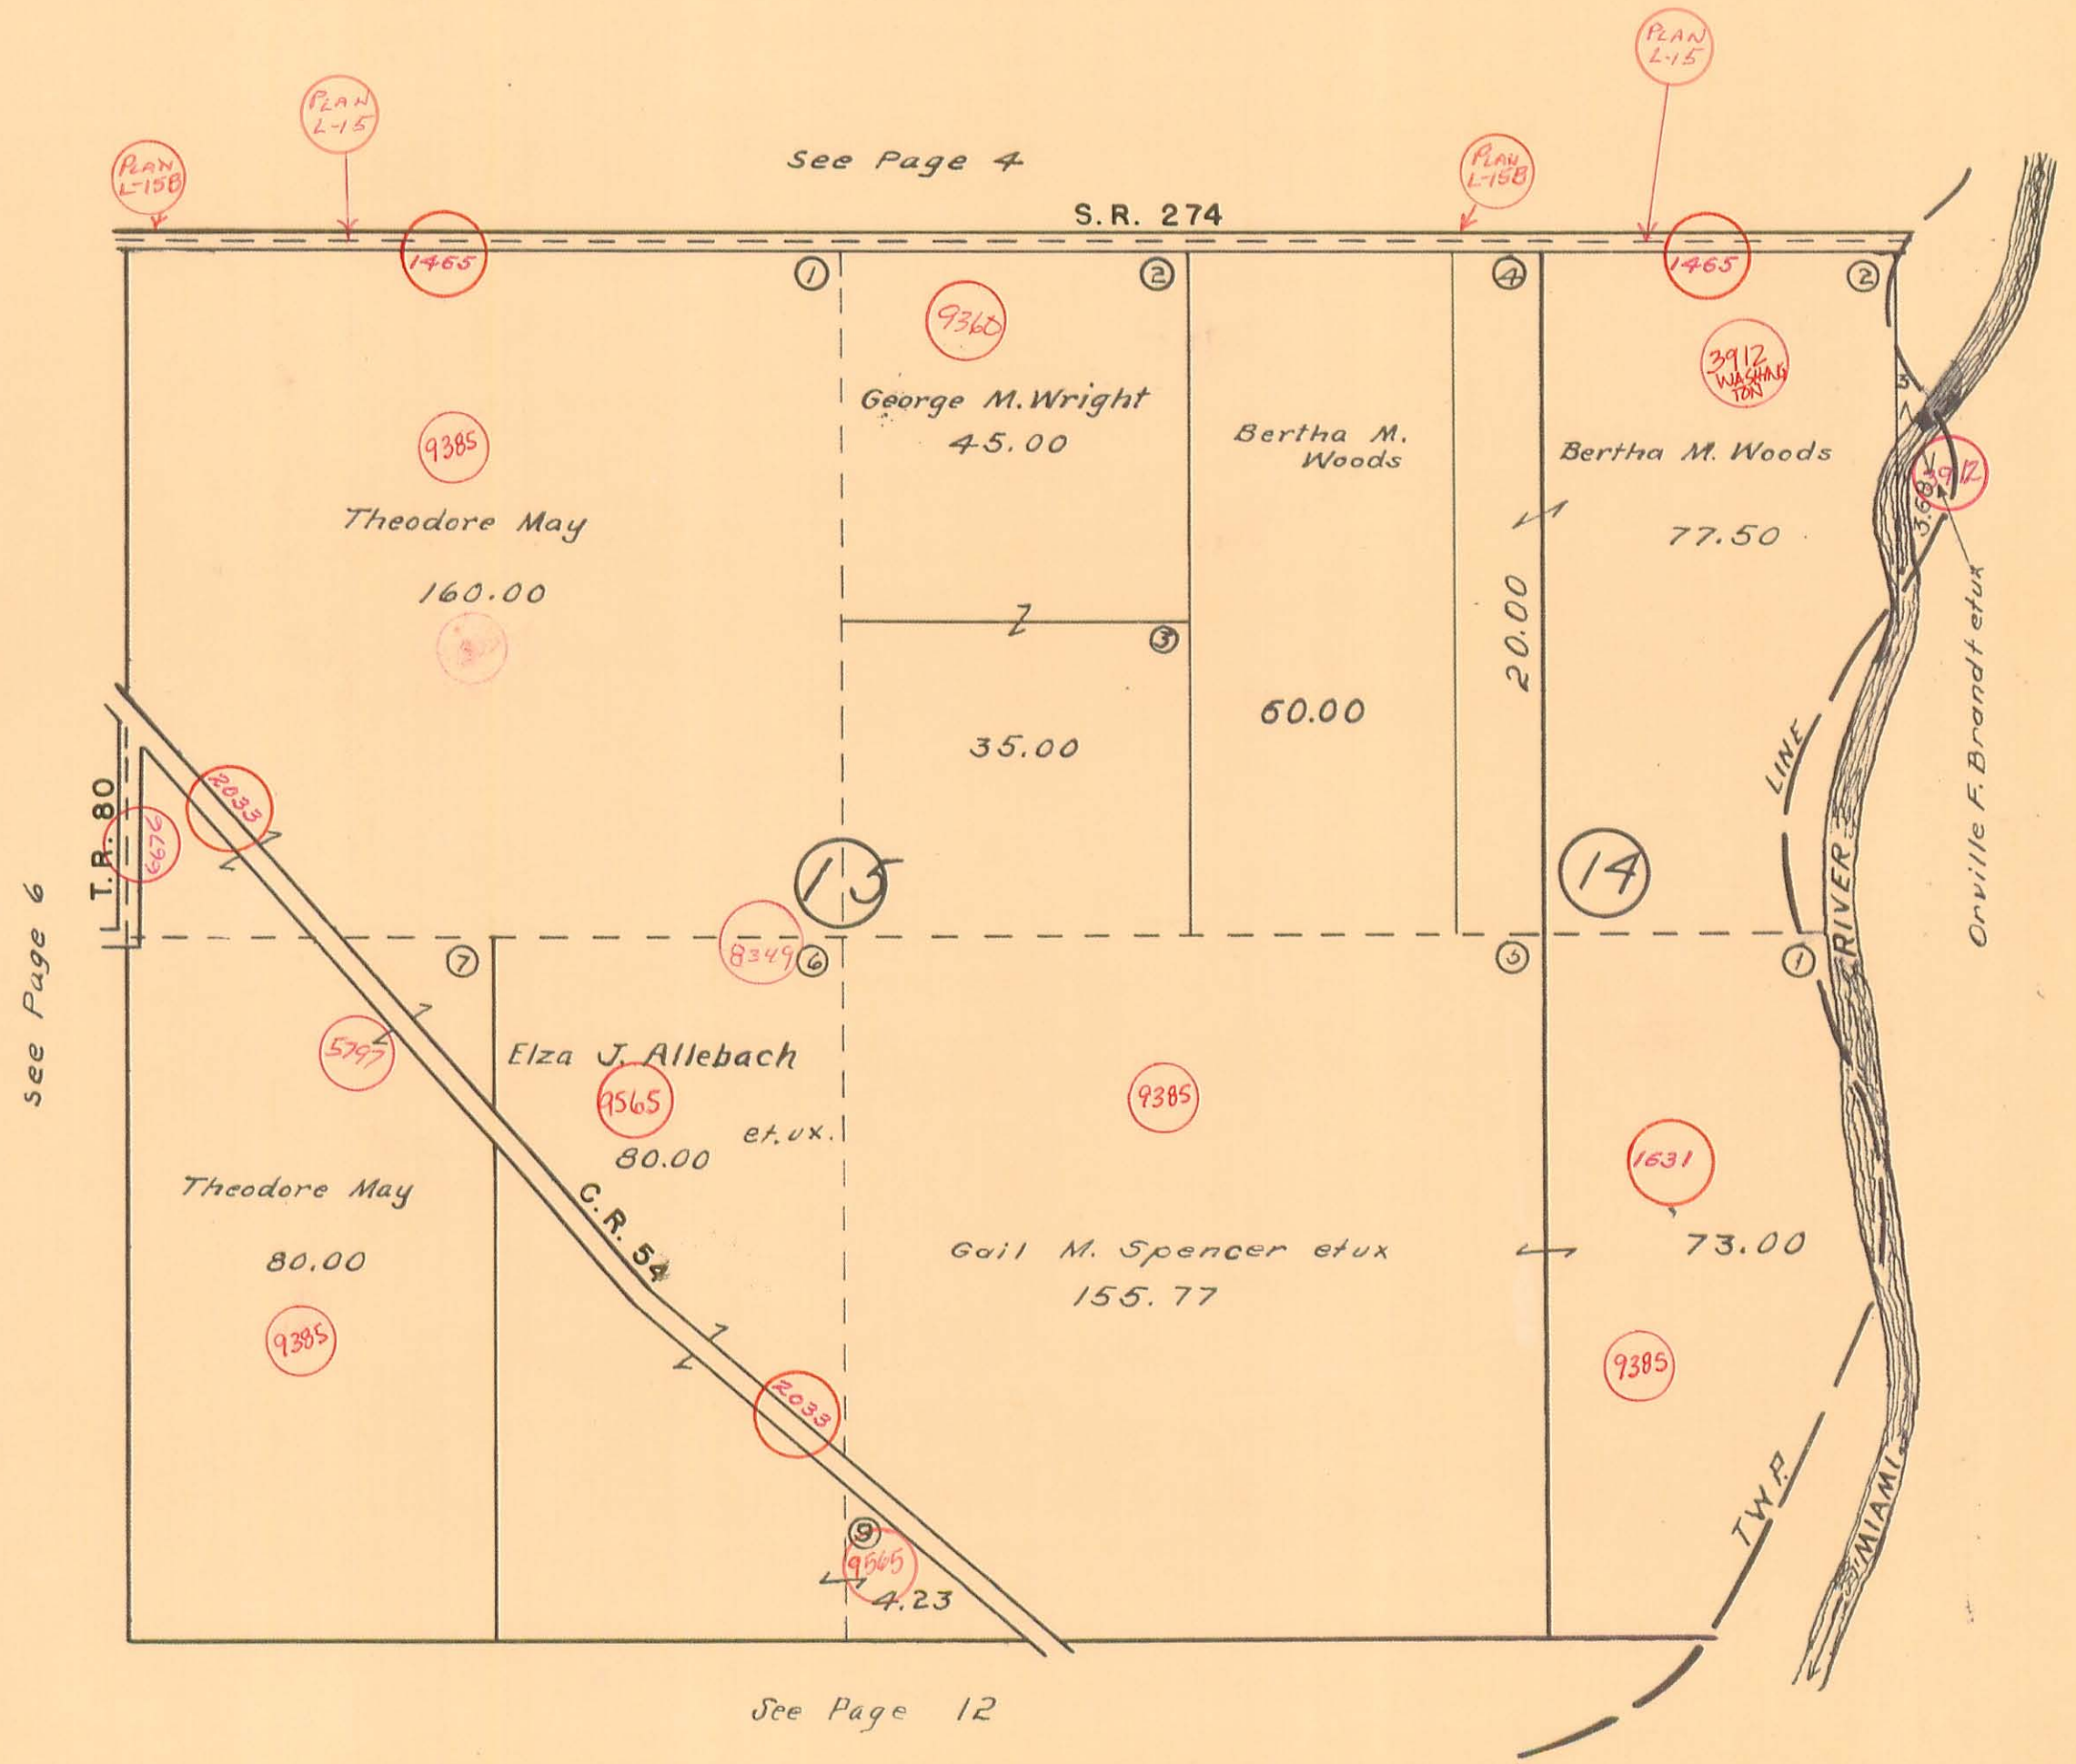 PLAN
L-15
PLAN
L-15
PLAN
L-15B
See Page 4
PLAN
L-15B
S.R. 274
1465
1
2
4
1465
2
9360
3912
WASHING
TON
3
George M. Wright
45.00
9385
Bertha M.
Woods
Bertha M. Woods
77.50
3912
3.68
Theodore May
160.00
20.00
3
Orville F. Brandt etux
35.00
60.00
LINE
T.R. 80
2033
6676
15
14
RIVER
See Page 6
7
8349
6
5
1
5797
Elza J. Allebach
9565
et.ux.
80.00
9385
1631
Theodore May
80.00
9385
C.R. 54
Gail M. Spencer etux
155.77
73.00
9385
2033
TWP.
MIAMI
9
9565
4.23
See Page 12